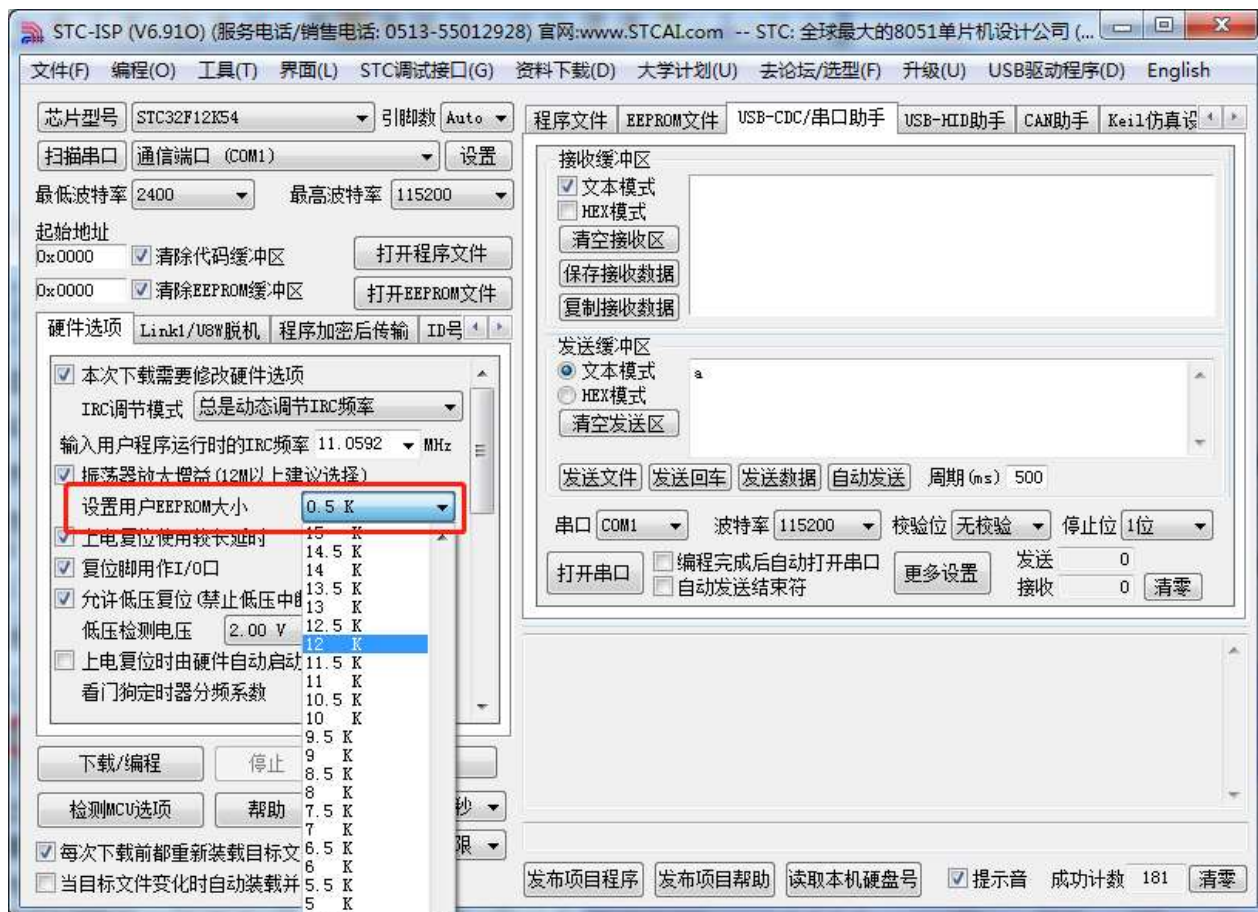 STC-ISP (V6.91O) (服务电话/销售电话: 0513-55012928) 官网:www.STCAI.com -- STC: 全球最大的8051单片机设计公司 (...
文件(F) 编程(O) 工具(T) 界面(L) STC调试接口(G) 资料下载(D) 大学计划(U) 去论坛/选型(F) 升级(U) USB驱动程序(D) English
芯片型号 STC32F12K54 引脚数 Auto
扫描串口 通信端口 (COM1) 设置
最低波特率 2400 最高波特率 115200
起始地址
0x0000 清除代码缓冲区 打开程序文件
0x0000 清除EEPROM缓冲区 打开EEPROM文件
硬件选项 Link1/U8W脱机 程序加密后传输 ID号
本次下载需要修改硬件选项
IRC调节模式 总是动态调节IRC频率
输入用户程序运行时的IRC频率 11.0592 MHz
振荡器放大增益(12M以上建议选择)
设置用户EEPROM大小 0.5 K
上电复位使用较长延时
复位脚用作I/O口
允许低压复位(禁止低压中
低压检测电压 2.00 V
上电复位时由硬件自动启动
看门狗定时器分频系数
15 K
14.5 K
14 K
13.5 K
13 K
12.5 K
12 K
11.5 K
11 K
10.5 K
10 K
9.5 K
9 K
8.5 K
8 K
7.5 K
7 K
6.5 K
6 K
5.5 K
5 K
下载/编程 停止
检测MCU选项 帮助 秒
每次下载前都重新装载目标文 限
当目标文件变化时自动装载并
程序文件 EEPROM文件 USB-CDC/串口助手 USB-HID助手 CAN助手 Keil仿真设
接收缓冲区
文本模式
HEX模式
清空接收区
保存接收数据
复制接收数据
发送缓冲区
文本模式 a
HEX模式
清空发送区
发送文件 发送回车 发送数据 自动发送 周期(ms) 500
串口 COM1 波特率 115200 校验位 无校验 停止位 1位
打开串口 编程完成后自动打开串口 更多设置 发送 0
自动发送结束符 接收 0 清零
发布项目程序 发布项目帮助 读取本机硬盘号 提示音 成功计数 181 清零